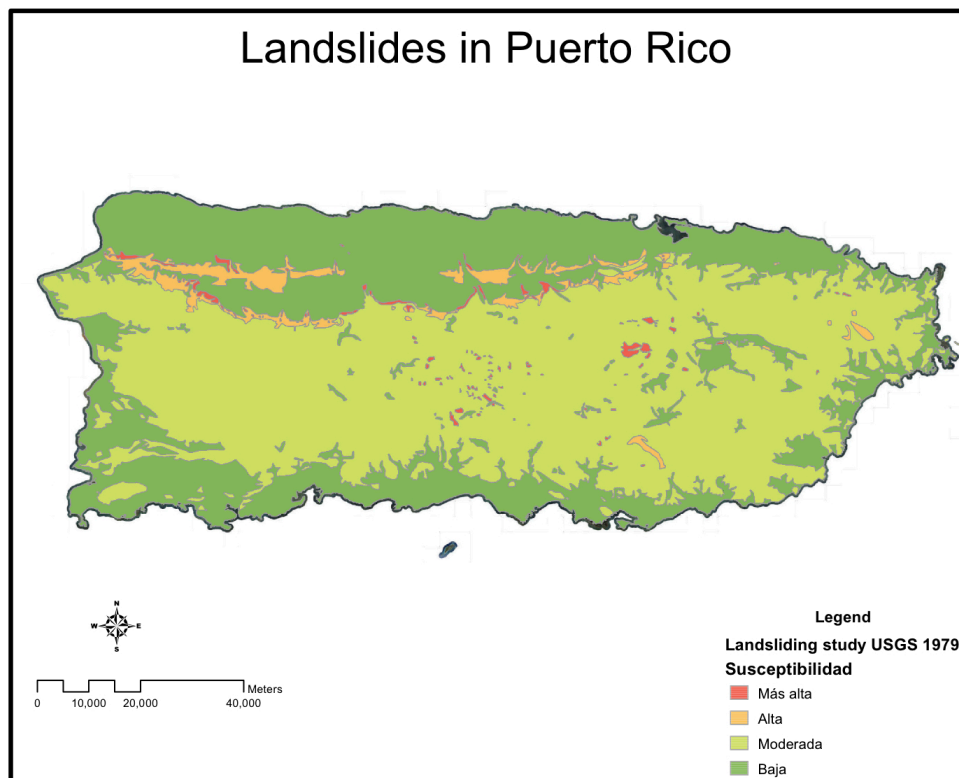 Landslides in Puerto Rico
N
W E
S
Meters
0 10,000 20,000 40,000
Legend
Landsliding study USGS 1979
Susceptibilidad
Más alta
Alta
Moderada
Baja